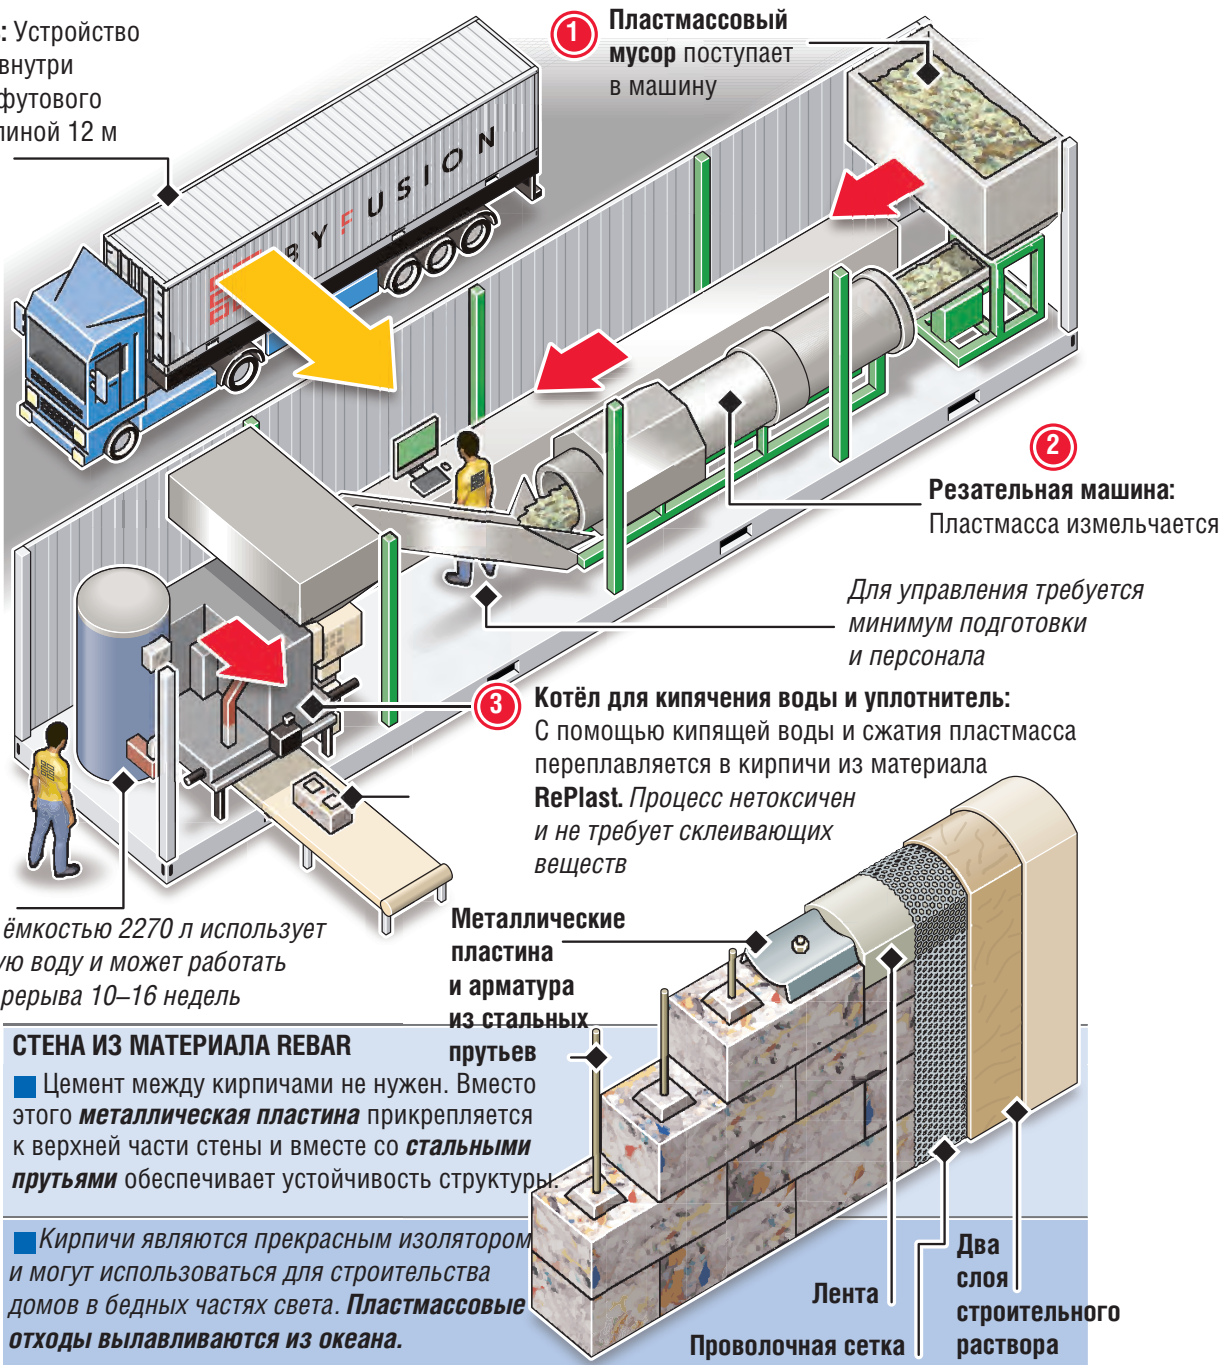 : Устройство
внутри
футового
12 м
BYFUSION
1
Пластмассовый
мусор поступает
в машину
2
Резательная машина:
Пластмасса измельчается
Для управления требуется
минимум подготовки
и персонала
3
Котёл для кипячения воды и уплотнитель:
С помощью кипящей воды и сжатия пластмасса
переплавляется в кирпичи из материала
RePlast. Процесс нетоксичен
и не требует склеивающих
веществ
ёмкостью 2270 л использует
воду и может работать
10–16 недель
Металлические
пластина
и арматура
из стальных
прутьев
СТЕНА ИЗ МАТЕРИАЛА REBAR
Цемент между кирпичами не нужен. Вместо
этого металлическая пластина прикрепляется
к верхней части стены и вместе со стальными
прутьями обеспечивает устойчивость структуры.
Кирпичи являются прекрасным изолятором
и могут использоваться для строительства
домов в бедных частях света. Пластмассовые
отходы вылавливаются из океана.
Лента
Проволочная сетка
Два
слоя
строительного
раствора